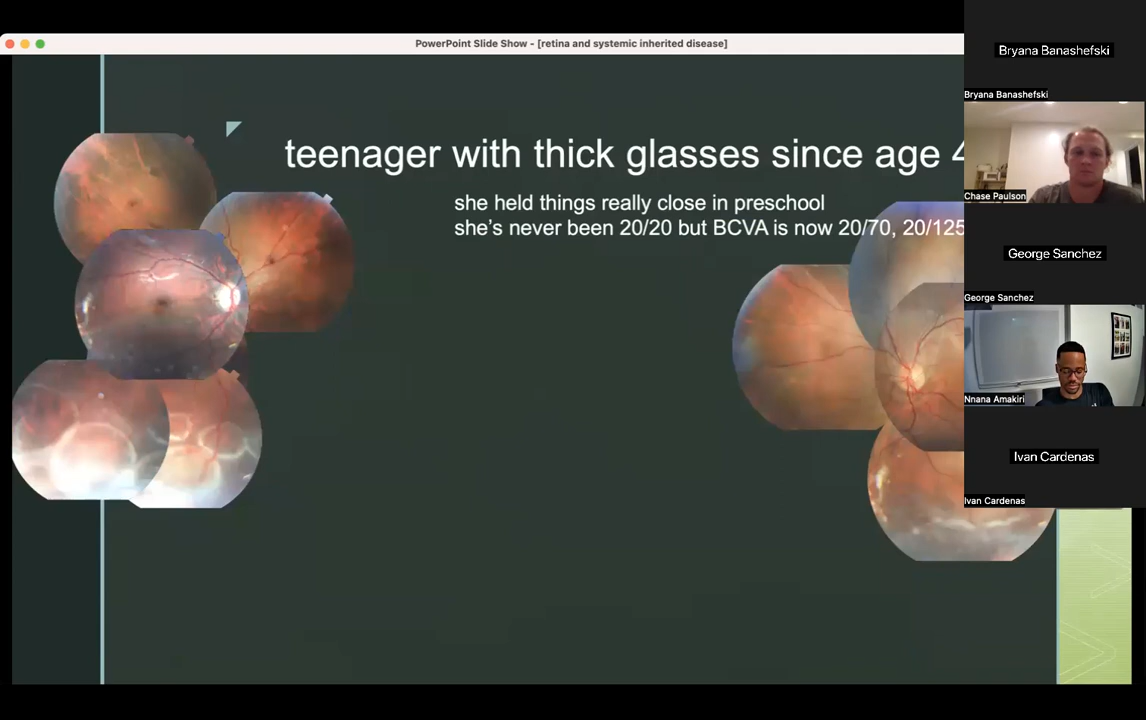 PowerPoint Slide Show - [retina and systemic inherited disease]
teenager with thick glasses since age 4
she held things really close in preschool
she's never been 20/20 but BCVA is now 20/70, 20/125
Bryana Banashefski
Bryana Banashefski
Chase Paulson
George Sanchez
George Sanchez
Nnana Amakiri
Ivan Cardenas
Ivan Cardenas